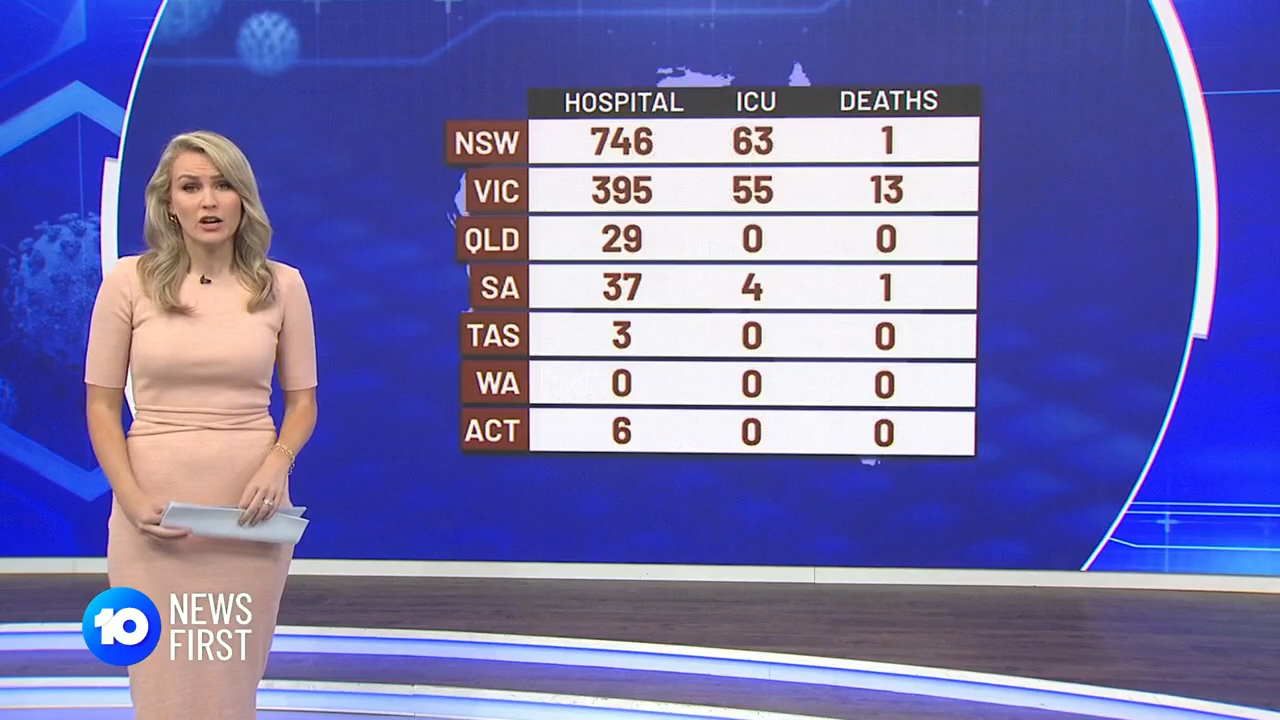 HOSPITAL ICU DEATHS
NSW 746 63 1
VIC 395 55 13
QLD 29 0 0
SA 37 4 1
TAS 3 0 0
WA 0 0 0
ACT 6 0 0
10 NEWS
FIRST